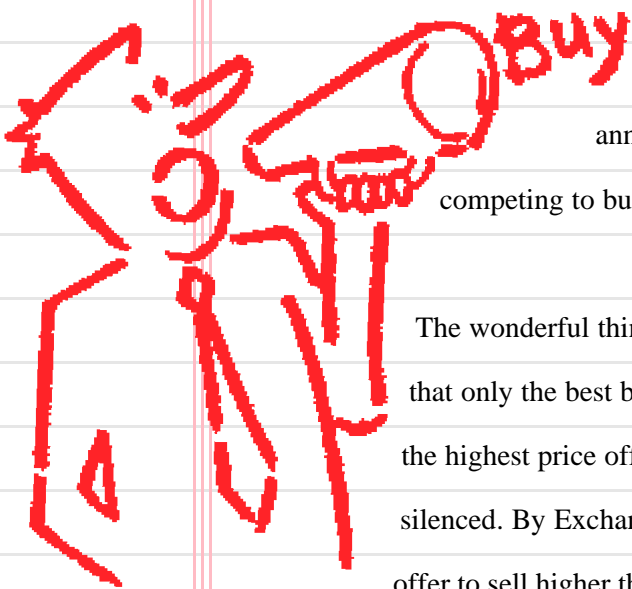 BUY
ann
competing to bu
The wonderful thin
that only the best b
the highest price off
silenced. By Exchan
offer to sell higher th